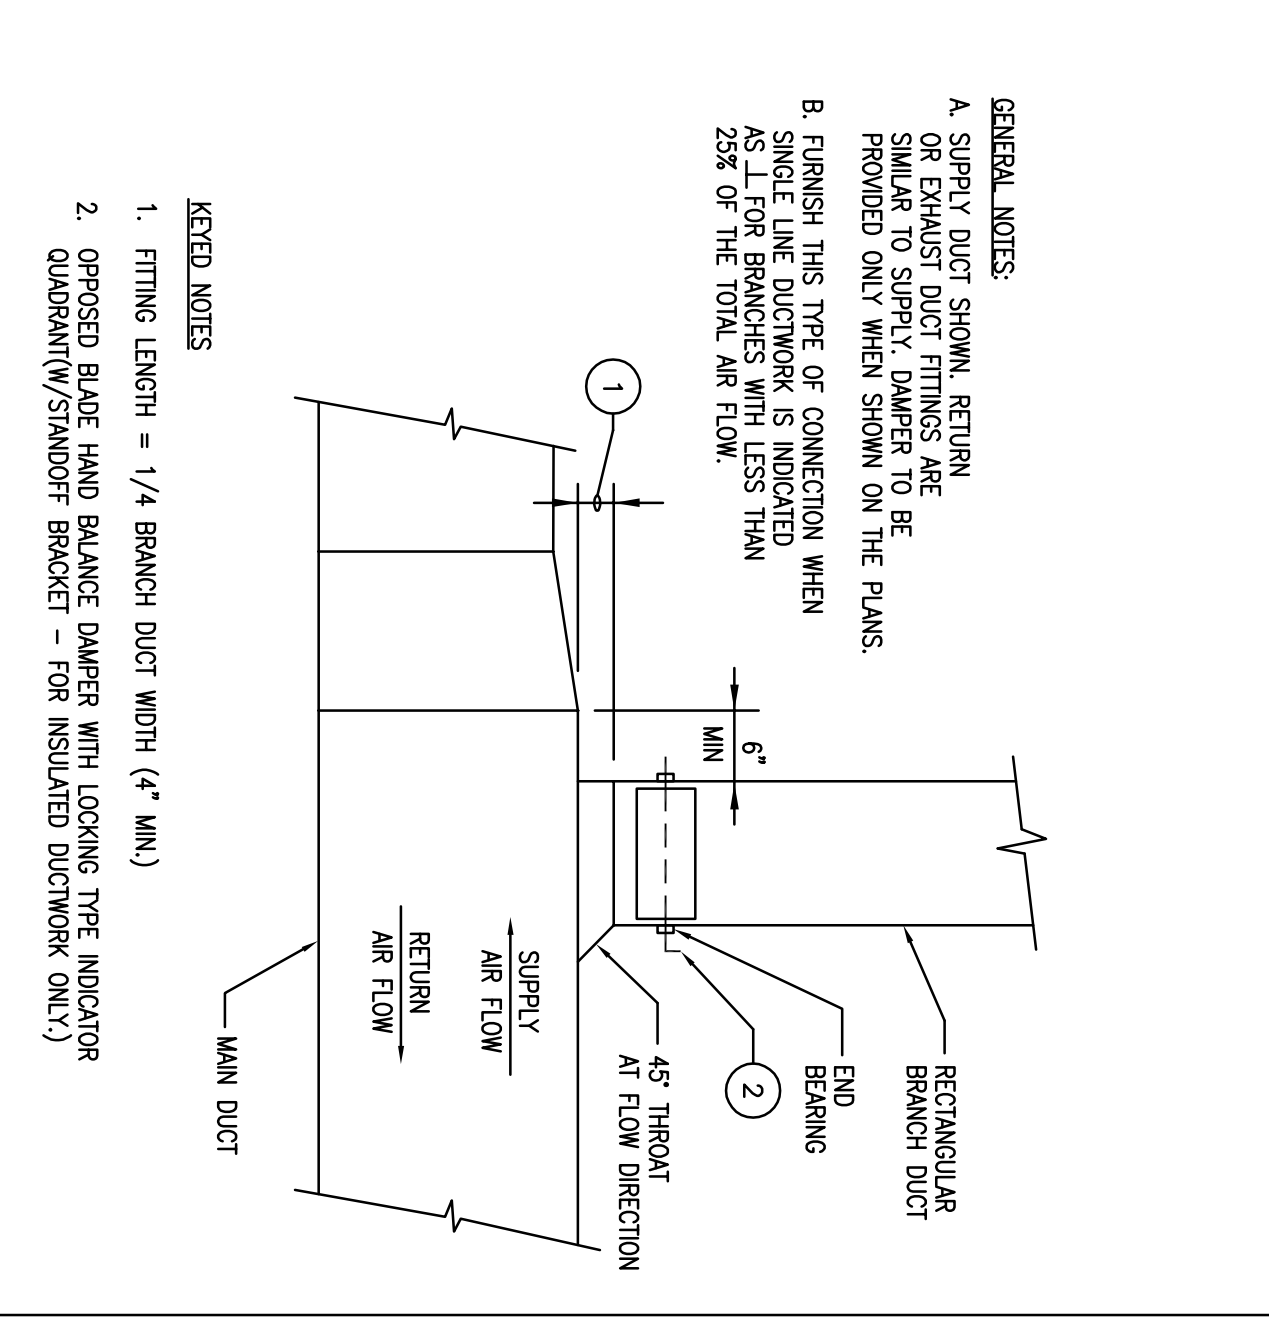 GENERAL NOTES:
A. SUPPLY DUCT SHOWN. RETURN
OR EXHAUST DUCT FITTINGS ARE
SIMILAR TO SUPPLY. DAMPER TO BE
PROVIDED ONLY WHEN SHOWN ON THE PLANS.
B. FURNISH THIS TYPE OF CONNECTION WHEN
SINGLE LINE DUCTWORK IS INDICATED
AS ⊥ FOR BRANCHES WITH LESS THAN
25% OF THE TOTAL AIR FLOW.
RECTANGULAR
BRANCH DUCT
END
BEARING
2
45° THROAT
AT FLOW DIRECTION
6"
MIN
1
SUPPLY
AIR FLOW
RETURN
AIR FLOW
MAIN DUCT
KEYED NOTES
1. FITTING LENGTH = 1/4 BRANCH DUCT WIDTH (4" MIN.)
2. OPPOSED BLADE HAND BALANCE DAMPER WITH LOCKING TYPE INDICATOR
QUADRANT(W/STANDOFF BRACKET - FOR INSULATED DUCTWORK ONLY.)